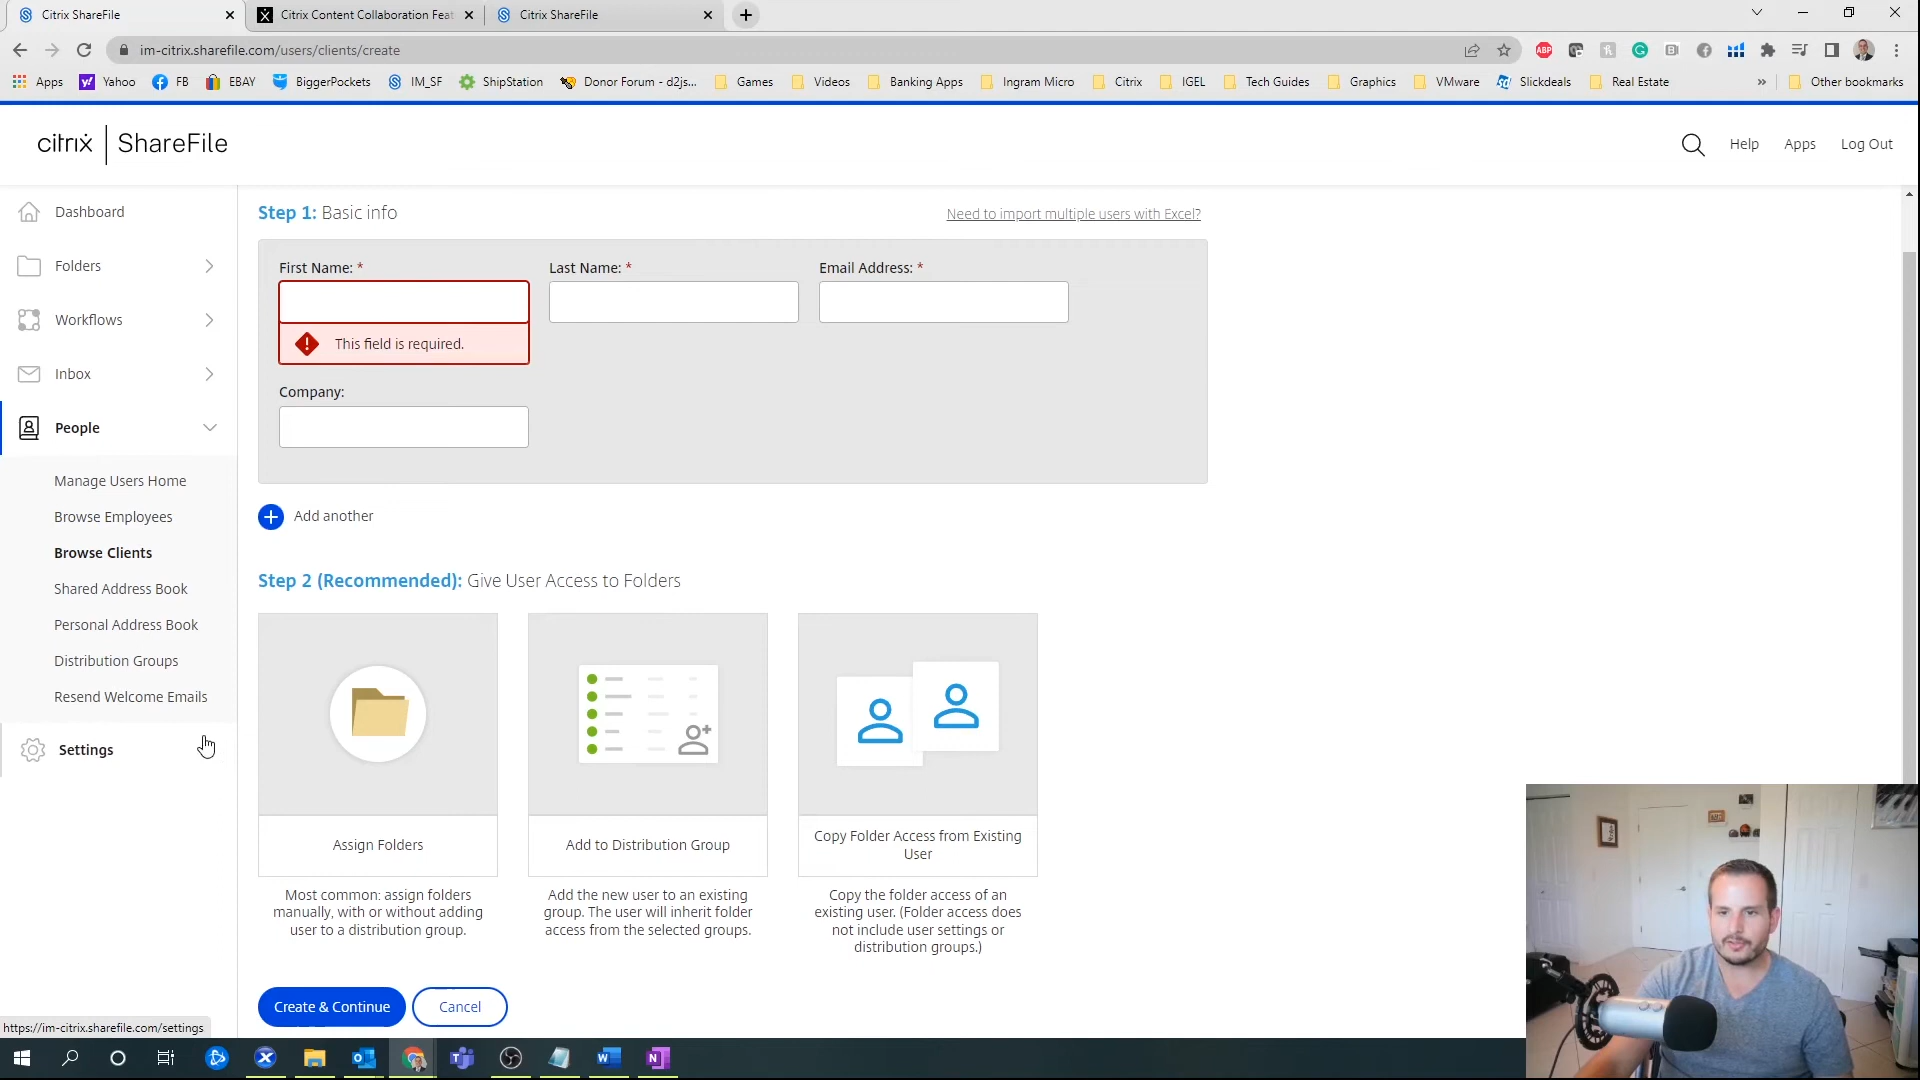 Citrix ShareFile
Citrix Content Collaboration Feat
Citrix ShareFile
im-citrix.sharefile.com/users/clients/create
Apps
Yahoo
FB
EBAY
BiggerPockets
IM_SF
ShipStation
Donor Forum - d2js...
Games
Videos
Banking Apps
Ingram Micro
Citrix
IGEL
Tech Guides
Graphics
VMware
Slickdeals
Real Estate
»
Other bookmarks
citrix | ShareFile
Help
Apps
Log Out
Dashboard
Folders
Workflows
Inbox
People
Manage Users Home
Browse Employees
Browse Clients
Shared Address Book
Personal Address Book
Distribution Groups
Resend Welcome Emails
Settings
Step 1: Basic info
Need to import multiple users with Excel?
First Name: *
Last Name: *
Email Address: *
This field is required.
Company:
Add another
Step 2 (Recommended): Give User Access to Folders
Assign Folders
Add to Distribution Group
Copy Folder Access from Existing
User
Most common: assign folders
manually, with or without adding
user to a distribution group.
Add the new user to an existing
group. The user will inherit folder
access from the selected groups.
Copy the folder access of an
existing user. (Folder access does
not include user settings or
distribution groups.)
Create & Continue
Cancel
https://im-citrix.sharefile.com/settings